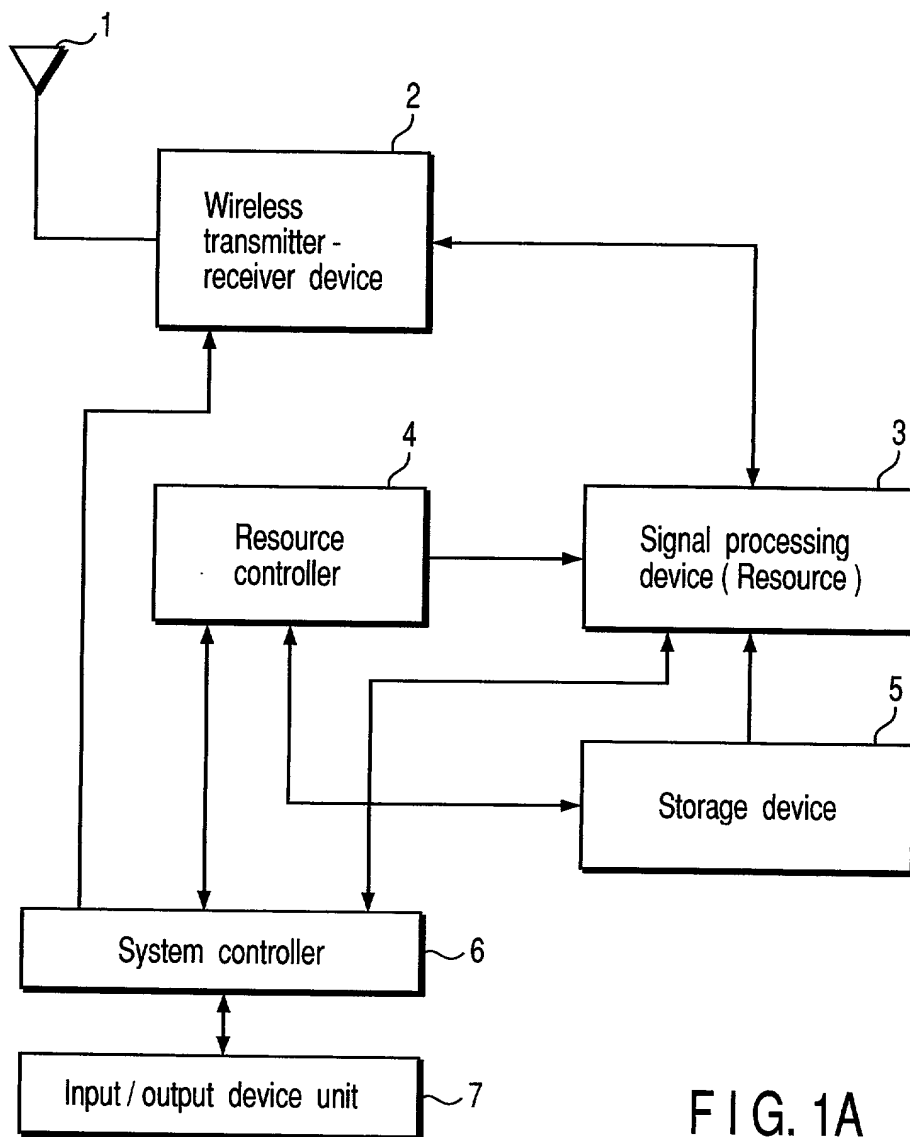 1
2
Wireless
transmitter -
receiver device
4
Resource
controller
3
Signal processing
device ( Resource )
5
Storage device
System controller
6
Input / output device unit
7
FIG. 1A